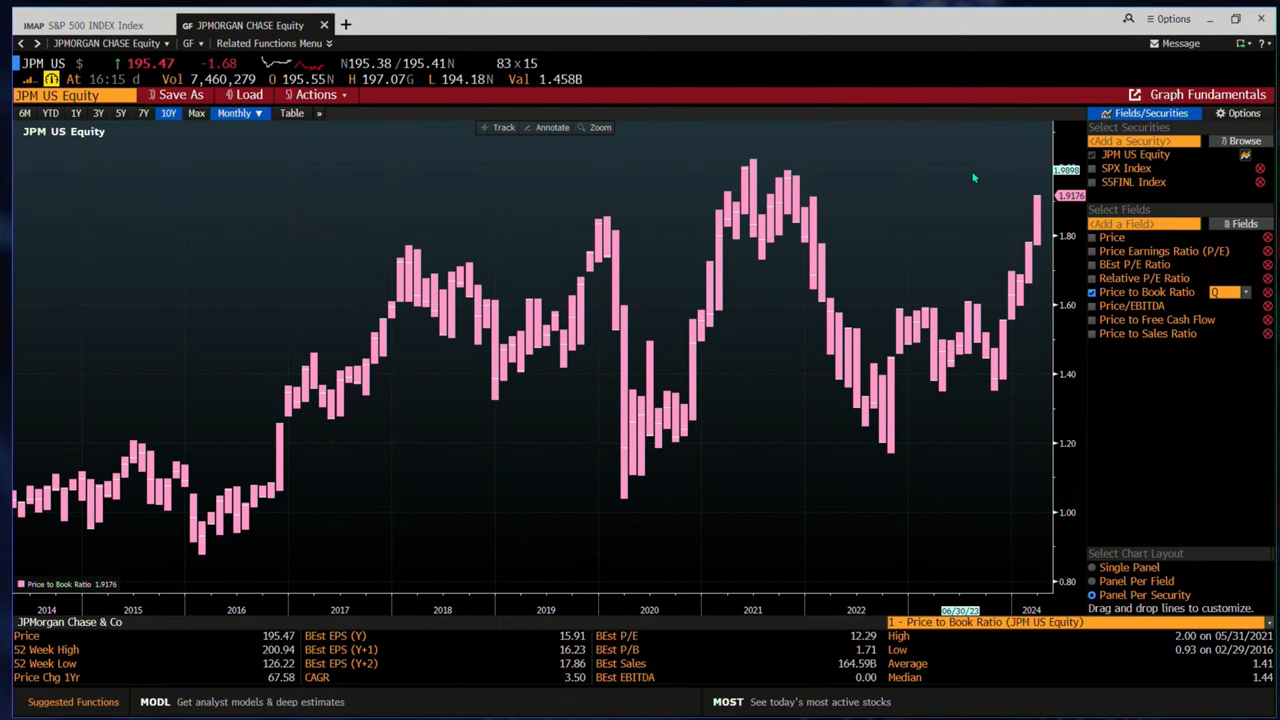 IMAP S&P 500 INDEX Index
GF JPMORGAN CHASE Equity
Options
JPMORGAN CHASE Equity GF Related Functions Menu
Message
JPM US $ 195.47 -1.68 N195.38 /195.41N 83 x 15
At 16:15 d Vol 7,460,279 O 195.55N H 197.07G L 194.18N Val 1.458B
JPM US Equity 3) Save As 4) Load 5) Actions Graph Fundamentals
6M YTD 1Y 3Y 5Y 7Y 10Y Max Monthly ▼ Table »
Fields/Securities Options
JPM US Equity
Track Annotate Zoom
Select Securities
<Add a Security> 7) Browse
JPM US Equity
SPX Index
S5FINL Index
Select Fields
<Add a Field> 8) Fields
Price
Price Earnings Ratio (P/E)
BEst P/E Ratio
Relative P/E Ratio
Price to Book Ratio Q
Price/EBITDA
Price to Free Cash Flow
Price to Sales Ratio
1.9898
1.9176
1.80
1.60
1.40
1.20
1.00
0.80
Select Chart Layout
Single Panel
Panel Per Field
Panel Per Security
Drag and drop lines to customize.
Price to Book Ratio 1.9176
2014 2015 2016 2017 2018 2019 2020 2021 2022 06/30/23 2024
JPMorgan Chase & Co
1 - Price to Book Ratio (JPM US Equity)
Price 195.47 BEst EPS (Y) 15.91 BEst P/E 12.29 High 2.00 on 05/31/2021
52 Week High 200.94 BEst EPS (Y+1) 16.23 BEst P/B 1.71 Low 0.93 on 02/29/2016
52 Week Low 126.22 BEst EPS (Y+2) 17.86 BEst Sales 164.59B Average 1.41
Price Chg 1Yr 67.58 CAGR 3.50 BEst EBITDA 0.00 Median 1.44
Suggested Functions MODL Get analyst models & deep estimates MOST See today's most active stocks